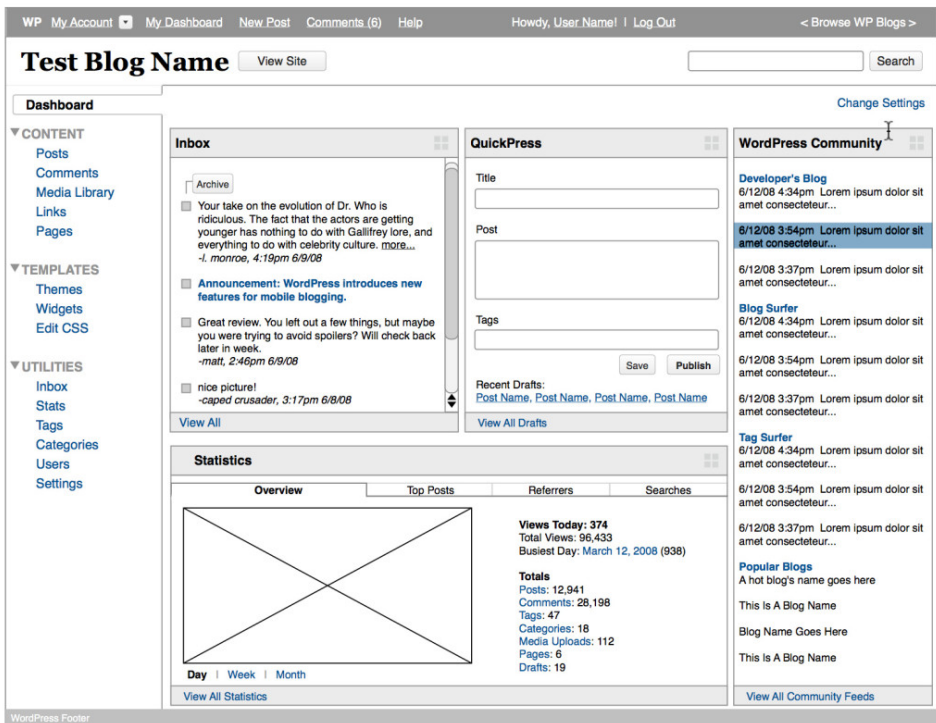 WP My Account My Dashboard New Post Comments (6) Help Howdy, User Name! | Log Out < Browse WP Blogs >
Test Blog Name View Site Search
Dashboard
Change Settings
CONTENT
Posts
Comments
Media Library
Links
Pages
TEMPLATES
Themes
Widgets
Edit CSS
UTILITIES
Inbox
Stats
Tags
Categories
Users
Settings
Inbox
Archive
Your take on the evolution of Dr. Who is
ridiculous. The fact that the actors are getting
younger has nothing to do with Gallifrey lore, and
everything to do with celebrity culture. more...
-l. monroe, 4:19pm 6/9/08
Announcement: WordPress introduces new
features for mobile blogging.
Great review. You left out a few things, but maybe
you were trying to avoid spoilers? Will check back
later in week.
-matt, 2:46pm 6/9/08
nice picture!
-caped crusader, 3:17pm 6/8/08
View All
QuickPress
Title
Post
Tags
Save Publish
Recent Drafts:
Post Name, Post Name, Post Name, Post Name
View All Drafts
Statistics
Overview Top Posts Referrers Searches
Views Today: 374
Total Views: 96,433
Busiest Day: March 12, 2008 (938)
Totals
Posts: 12,941
Comments: 28,198
Tags: 47
Categories: 18
Media Uploads: 112
Pages: 6
Drafts: 19
Day | Week | Month
View All Statistics
WordPress Community
Developer's Blog
6/12/08 4:34pm Lorem ipsum dolor sit
amet consecteteur...
6/12/08 3:54pm Lorem ipsum dolor sit
amet consecteteur...
6/12/08 3:37pm Lorem ipsum dolor sit
amet consecteteur...
Blog Surfer
6/12/08 4:34pm Lorem ipsum dolor sit
amet consecteteur...
6/12/08 3:54pm Lorem ipsum dolor sit
amet consecteteur...
6/12/08 3:37pm Lorem ipsum dolor sit
amet consecteteur...
Tag Surfer
6/12/08 4:34pm Lorem ipsum dolor sit
amet consecteteur...
6/12/08 3:54pm Lorem ipsum dolor sit
amet consecteteur...
6/12/08 3:37pm Lorem ipsum dolor sit
amet consecteteur...
Popular Blogs
A hot blog's name goes here
This Is A Blog Name
Blog Name Goes Here
This Is A Blog Name
View All Community Feeds
WordPress Footer